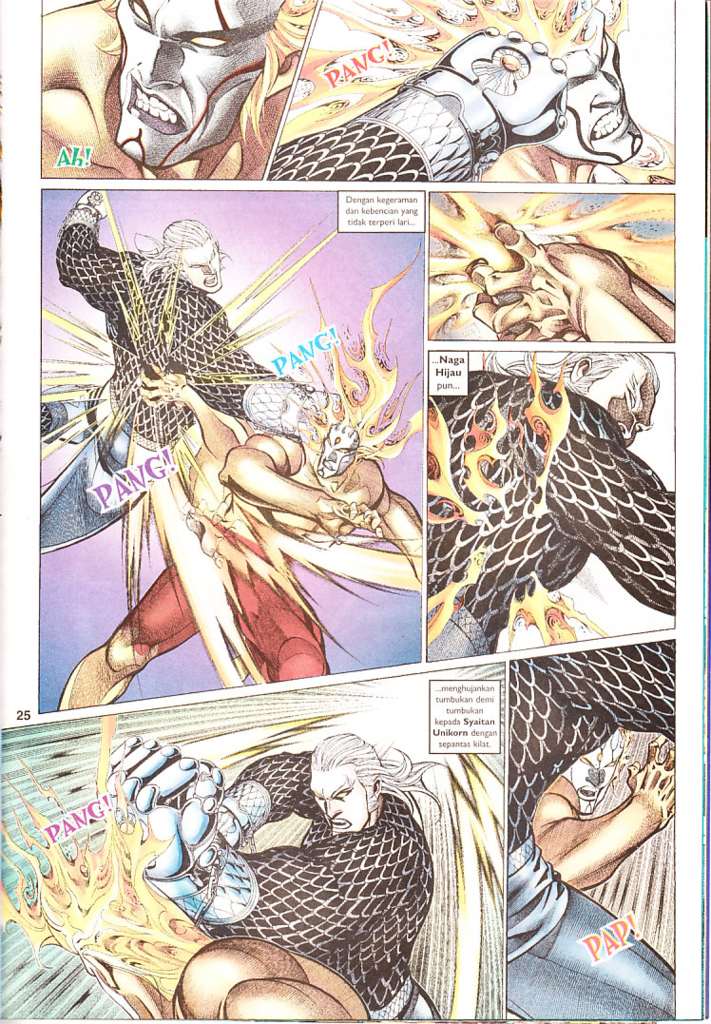 Ah!
PANG!
Dengan kegeraman
dan kebencian yang
tidak terperi lari...
PANG!
PANG!
...Naga
Hijau
pun...
...menghujankan
tumbukan demi
tumbukan
kepada Syaitan
Unikorn dengan
sepantas kilat.
PANG!
PAP!
25